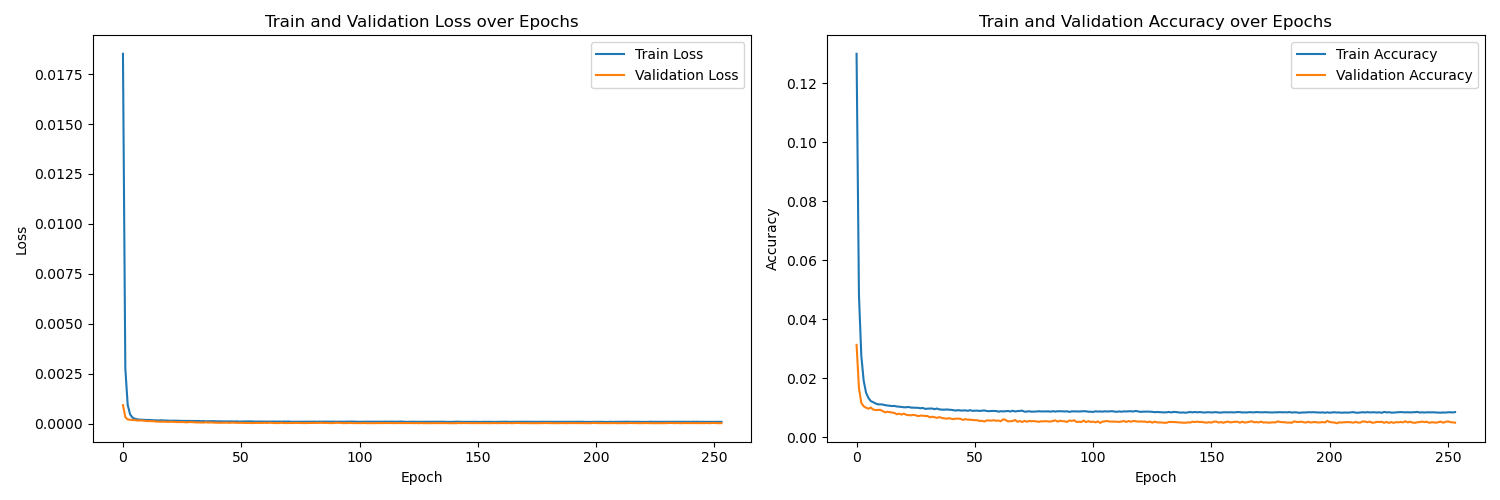 Train and Validation Loss over Epochs
Train Loss
Validation Loss
0.0175
0.0150
0.0125
0.0100
0.0075
0.0050
0.0025
0.0000
Loss
0 50 100 150 200 250
Epoch
Train and Validation Accuracy over Epochs
Train Accuracy
Validation Accuracy
0.12
0.10
0.08
0.06
0.04
0.02
0.00
Accuracy
0 50 100 150 200 250
Epoch